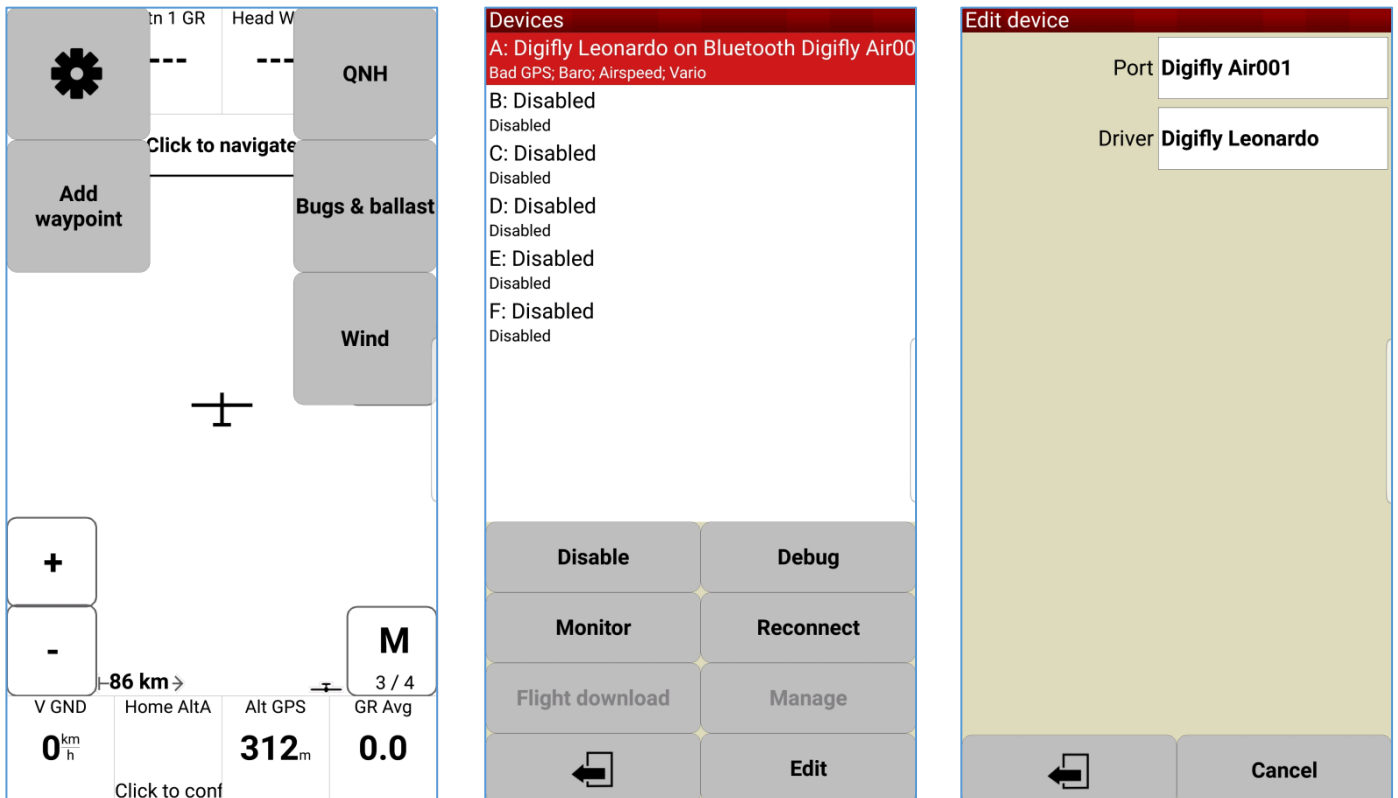 tn 1 GR
Head W
---
---
QNH
Click to navigate
Add
waypoint
Bugs & ballast
Wind
+
-
86 km
M
3 / 4
V GND
Home AltA
Alt GPS
GR Avg
0 km/h
312m
0.0
Click to conf
Devices
A: Digifly Leonardo on Bluetooth Digifly Air00
Bad GPS; Baro; Airspeed; Vario
B: Disabled
Disabled
C: Disabled
Disabled
D: Disabled
Disabled
E: Disabled
Disabled
F: Disabled
Disabled
Disable
Debug
Monitor
Reconnect
Flight download
Manage
Edit
Edit device
Port Digifly Air001
Driver Digifly Leonardo
Cancel